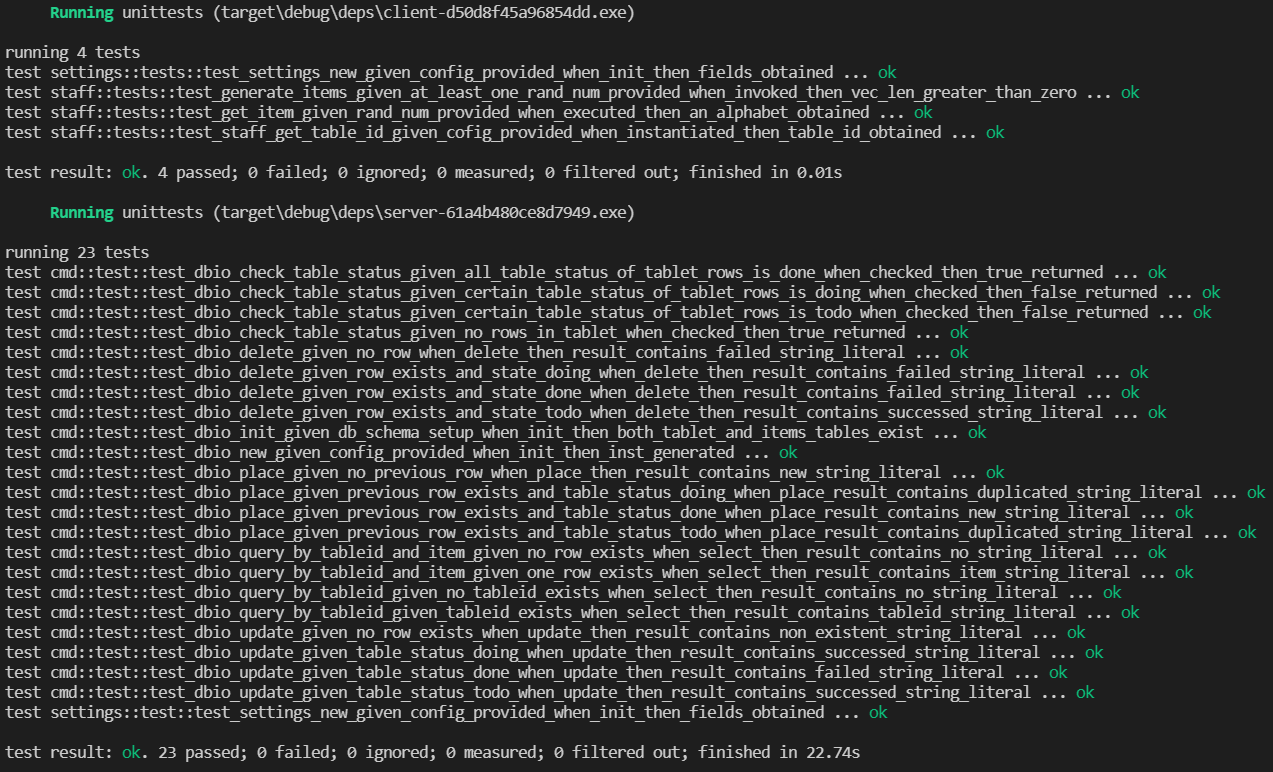 Running unittests (target\debug\deps\client-d50d8f45a96854dd.exe)
running 4 tests
test settings::tests::test_settings_new_given_config_provided_when_init_then_fields_obtained ... ok
test staff::tests::test_generate_items_given_at_least_one_rand_num_provided_when_invoked_then_vec_len_greater_than_zero ... ok
test staff::tests::test_get_item_given_rand_num_provided_when_executed_then_an_alphabet_obtained ... ok
test staff::tests::test_staff_get_table_id_given_cofig_provided_when_instantiated_then_table_id_obtained ... ok
test result: ok. 4 passed; 0 failed; 0 ignored; 0 measured; 0 filtered out; finished in 0.01s
Running unittests (target\debug\deps\server-61a4b480ce8d7949.exe)
running 23 tests
test cmd::test::test_dbio_check_table_status_given_all_table_status_of_tablet_rows_is_done_when_checked_then_true_returned ... ok
test cmd::test::test_dbio_check_table_status_given_certain_table_status_of_tablet_rows_is_doing_when_checked_then_false_returned ... ok
test cmd::test::test_dbio_check_table_status_given_certain_table_status_of_tablet_rows_is_todo_when_checked_then_false_returned ... ok
test cmd::test::test_dbio_check_table_status_given_no_rows_in_tablet_when_checked_then_true_returned ... ok
test cmd::test::test_dbio_delete_given_no_row_when_delete_then_result_contains_failed_string_literal ... ok
test cmd::test::test_dbio_delete_given_row_exists_and_state_doing_when_delete_then_result_contains_failed_string_literal ... ok
test cmd::test::test_dbio_delete_given_row_exists_and_state_done_when_delete_then_result_contains_failed_string_literal ... ok
test cmd::test::test_dbio_delete_given_row_exists_and_state_todo_when_delete_then_result_contains_successed_string_literal ... ok
test cmd::test::test_dbio_init_given_db_schema_setup_when_init_then_both_tablet_and_items_tables_exist ... ok
test cmd::test::test_dbio_new_given_config_provided_when_init_then_inst_generated ... ok
test cmd::test::test_dbio_place_given_no_previous_row_when_place_then_result_contains_new_string_literal ... ok
test cmd::test::test_dbio_place_given_previous_row_exists_and_table_status_doing_when_place_result_contains_duplicated_string_literal ... ok
test cmd::test::test_dbio_place_given_previous_row_exists_and_table_status_done_when_place_result_contains_new_string_literal ... ok
test cmd::test::test_dbio_place_given_previous_row_exists_and_table_status_todo_when_place_result_contains_duplicated_string_literal ... ok
test cmd::test::test_dbio_query_by_tableid_and_item_given_no_row_exists_when_select_then_result_contains_no_string_literal ... ok
test cmd::test::test_dbio_query_by_tableid_and_item_given_one_row_exists_when_select_then_result_contains_item_string_literal ... ok
test cmd::test::test_dbio_query_by_tableid_given_no_tableid_exists_when_select_then_result_contains_no_string_literal ... ok
test cmd::test::test_dbio_query_by_tableid_given_tableid_exists_when_select_then_result_contains_tableid_string_literal ... ok
test cmd::test::test_dbio_update_given_no_row_exists_when_update_then_result_contains_non_existent_string_literal ... ok
test cmd::test::test_dbio_update_given_table_status_doing_when_update_then_result_contains_successed_string_literal ... ok
test cmd::test::test_dbio_update_given_table_status_done_when_update_then_result_contains_failed_string_literal ... ok
test cmd::test::test_dbio_update_given_table_status_todo_when_update_then_result_contains_successed_string_literal ... ok
test settings::test::test_settings_new_given_config_provided_when_init_then_fields_obtained ... ok
test result: ok. 23 passed; 0 failed; 0 ignored; 0 measured; 0 filtered out; finished in 22.74s